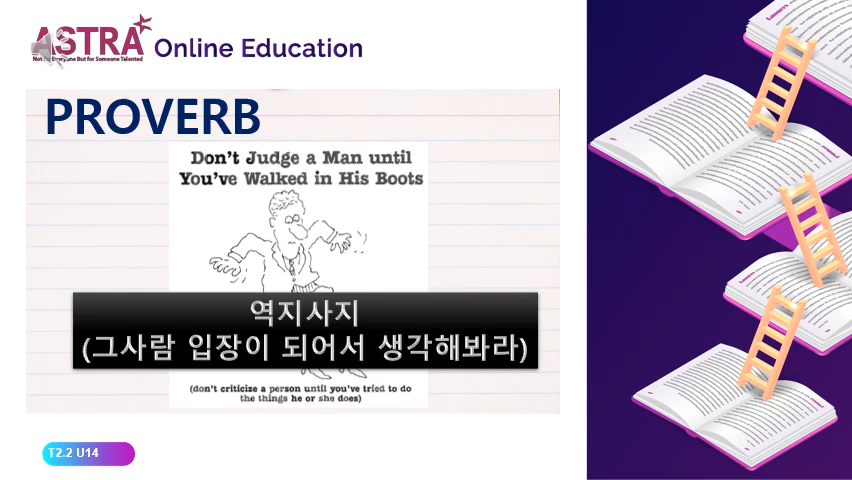 ASTRA
Online Education
PROVERB
Don't Judge a Man until
You've Walked in His Boots
역지사지
(그사람 입장이 되어서 생각해봐라)
(don't criticize a person until you've tried to do
the things he or she does)
T2.2 U14